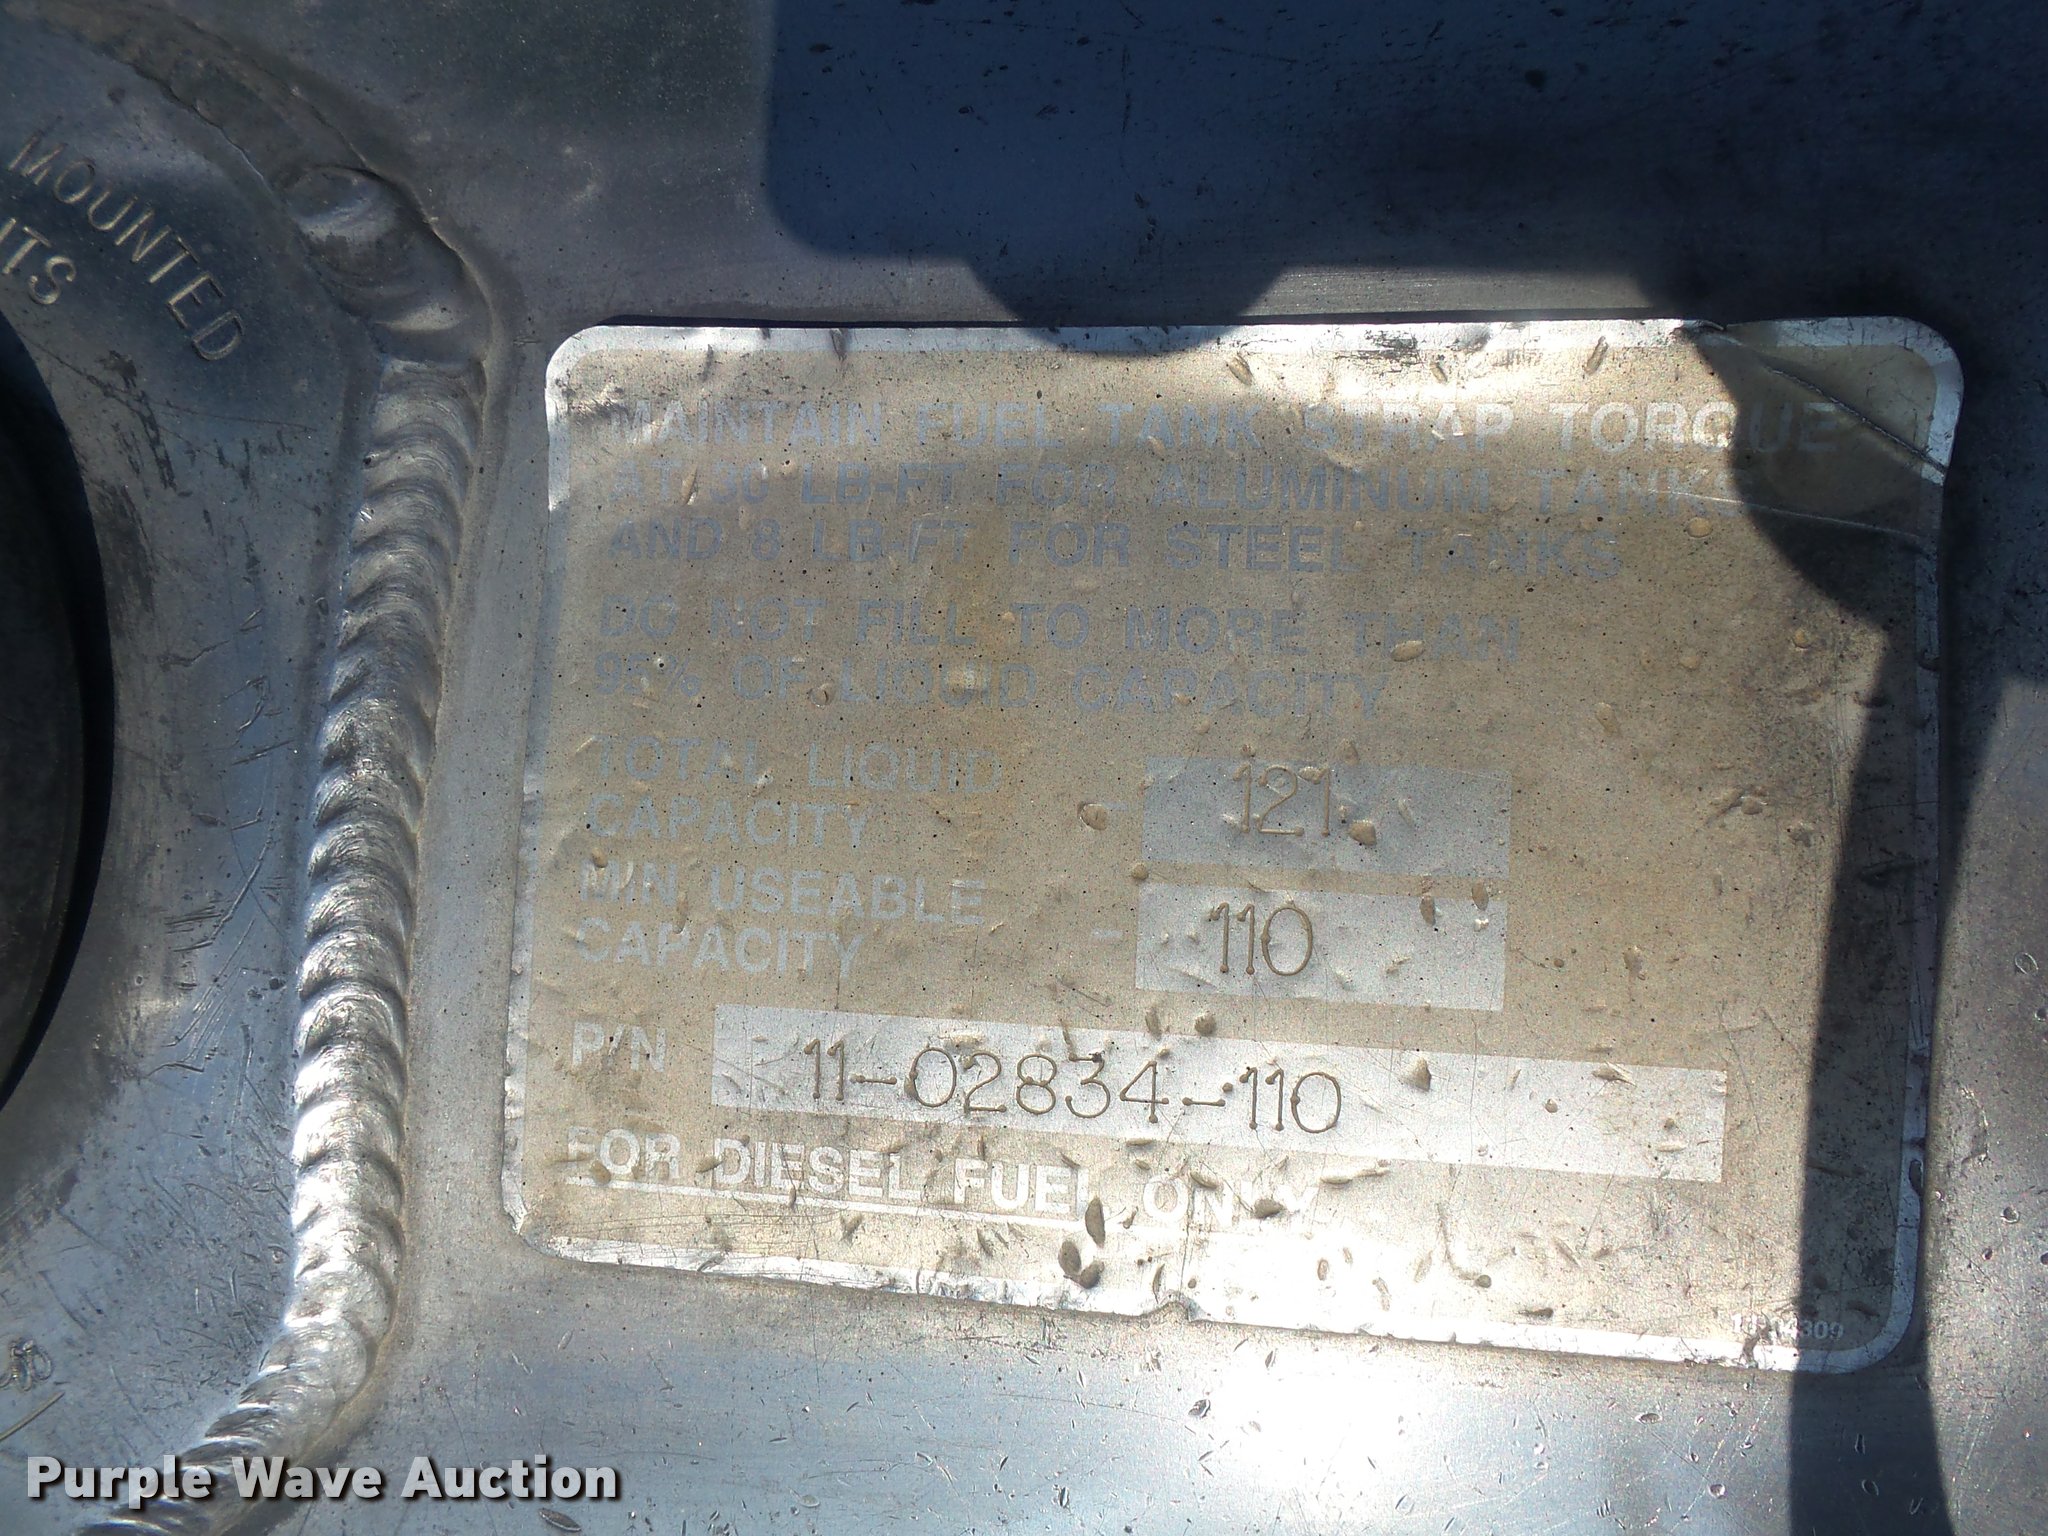 MOUNTED
MAINTAIN FUEL TANK STRAP TORQUE
AT 30 LB-FT FOR ALUMINUM TANKS
AND 8 LB-FT FOR STEEL TANKS
DO NOT FILL TO MORE THAN
95% OF LIQUID CAPACITY
TOTAL LIQUID
CAPACITY - 121
MIN USEABLE
CAPACITY - 110
P/N 11-02834-110
FOR DIESEL FUEL ONLY
Purple Wave Auction